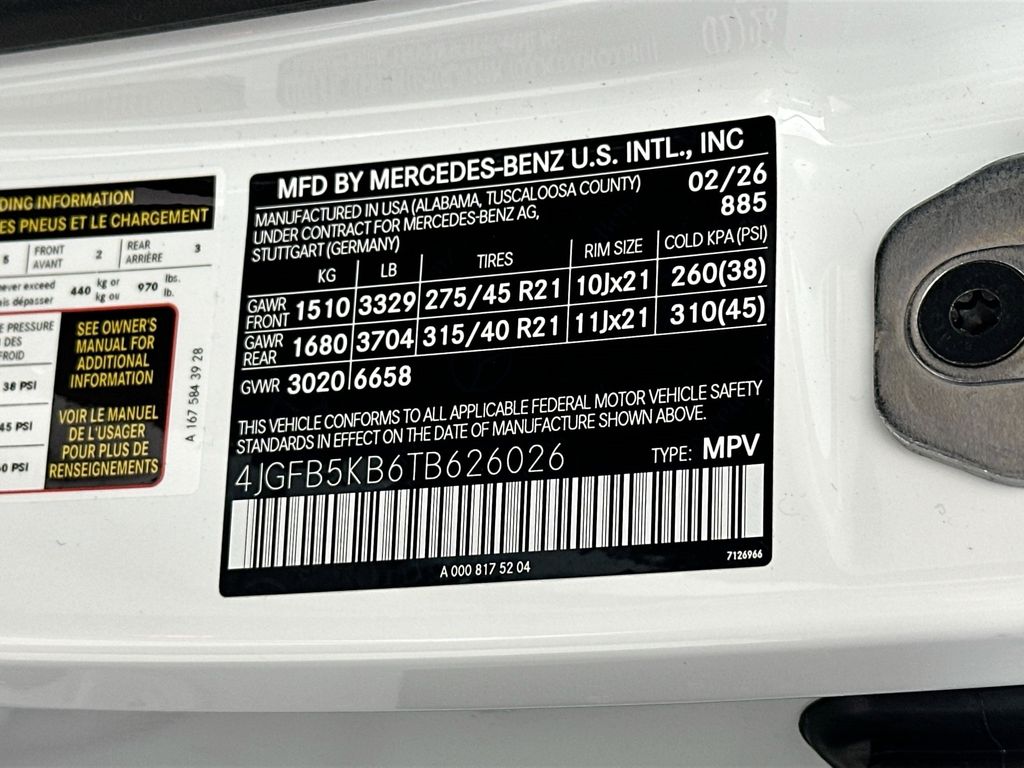 DING INFORMATION
ES PNEUS ET LE CHARGEMENT
5 FRONT AVANT 2 REAR ARRIÈRE 3
never exceed 440 kg or kg ou 970 lbs. lb.
is dépasser
PRESSURE
DES
FROID
38 PSI
45 PSI
0 PSI
SEE OWNER'S
MANUAL FOR
ADDITIONAL
INFORMATION
VOIR LE MANUEL
DE L'USAGER
POUR PLUS DE
RENSEIGNEMENTS
A 167 584 39 28
MFD BY MERCEDES-BENZ U.S. INTL., INC
MANUFACTURED IN USA (ALABAMA, TUSCALOOSA COUNTY) 02/26
UNDER CONTRACT FOR MERCEDES-BENZ AG, 885
STUTTGART (GERMANY)
KG LB TIRES RIM SIZE COLD KPA (PSI)
GAWR FRONT 1510 3329 275/45 R21 10Jx21 260(38)
GAWR REAR 1680 3704 315/40 R21 11Jx21 310(45)
GVWR 3020 6658
THIS VEHICLE CONFORMS TO ALL APPLICABLE FEDERAL MOTOR VEHICLE SAFETY
STANDARDS IN EFFECT ON THE DATE OF MANUFACTURE SHOWN ABOVE.
4JGFB5KB6TB626026 TYPE: MPV
7126966
A 000 817 52 04